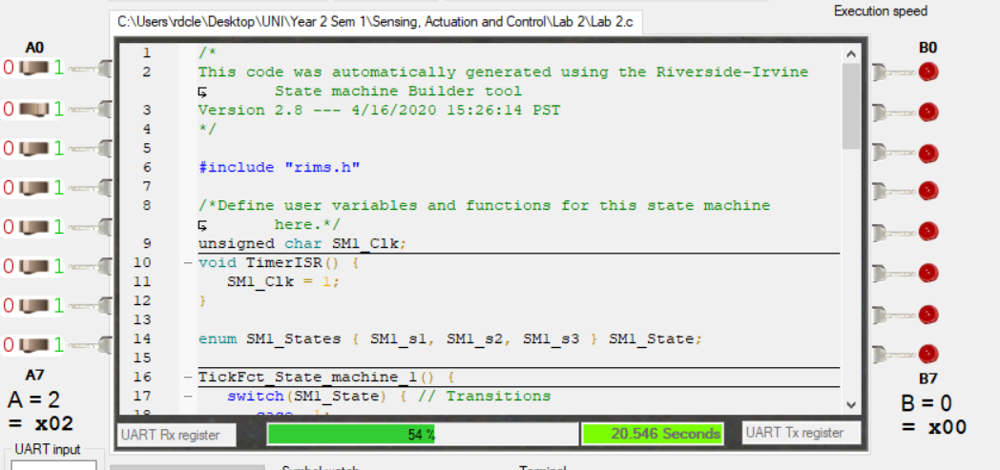 Execution speed
C:\Users\rdcle\Desktop\UNI\Year 2 Sem 1\Sensing, Actuation and Control\Lab 2\Lab 2.c
A0
0 1
0 1
0 1
0 1
0 1
0 1
0 1
0 1
A7
A = 2
= x02
UART input
1 /*
2 This code was automatically generated using the Riverside-Irvine
State machine Builder tool
3 Version 2.8 --- 4/16/2020 15:26:14 PST
4 */
5
6 #include "rims.h"
7
8 /*Define user variables and functions for this state machine
here.*/
9 unsigned char SM1_Clk;
10 void TimerISR() {
11 SM1_Clk = 1;
12 }
13
14 enum SM1_States { SM1_s1, SM1_s2, SM1_s3 } SM1_State;
15
16 TickFct_State_machine_1() {
17 switch(SM1_State) { // Transitions
UART Rx register
54 %
20.546 Seconds
UART Tx register
B0
B7
B = 0
= x00
Symbol watch
Terminal